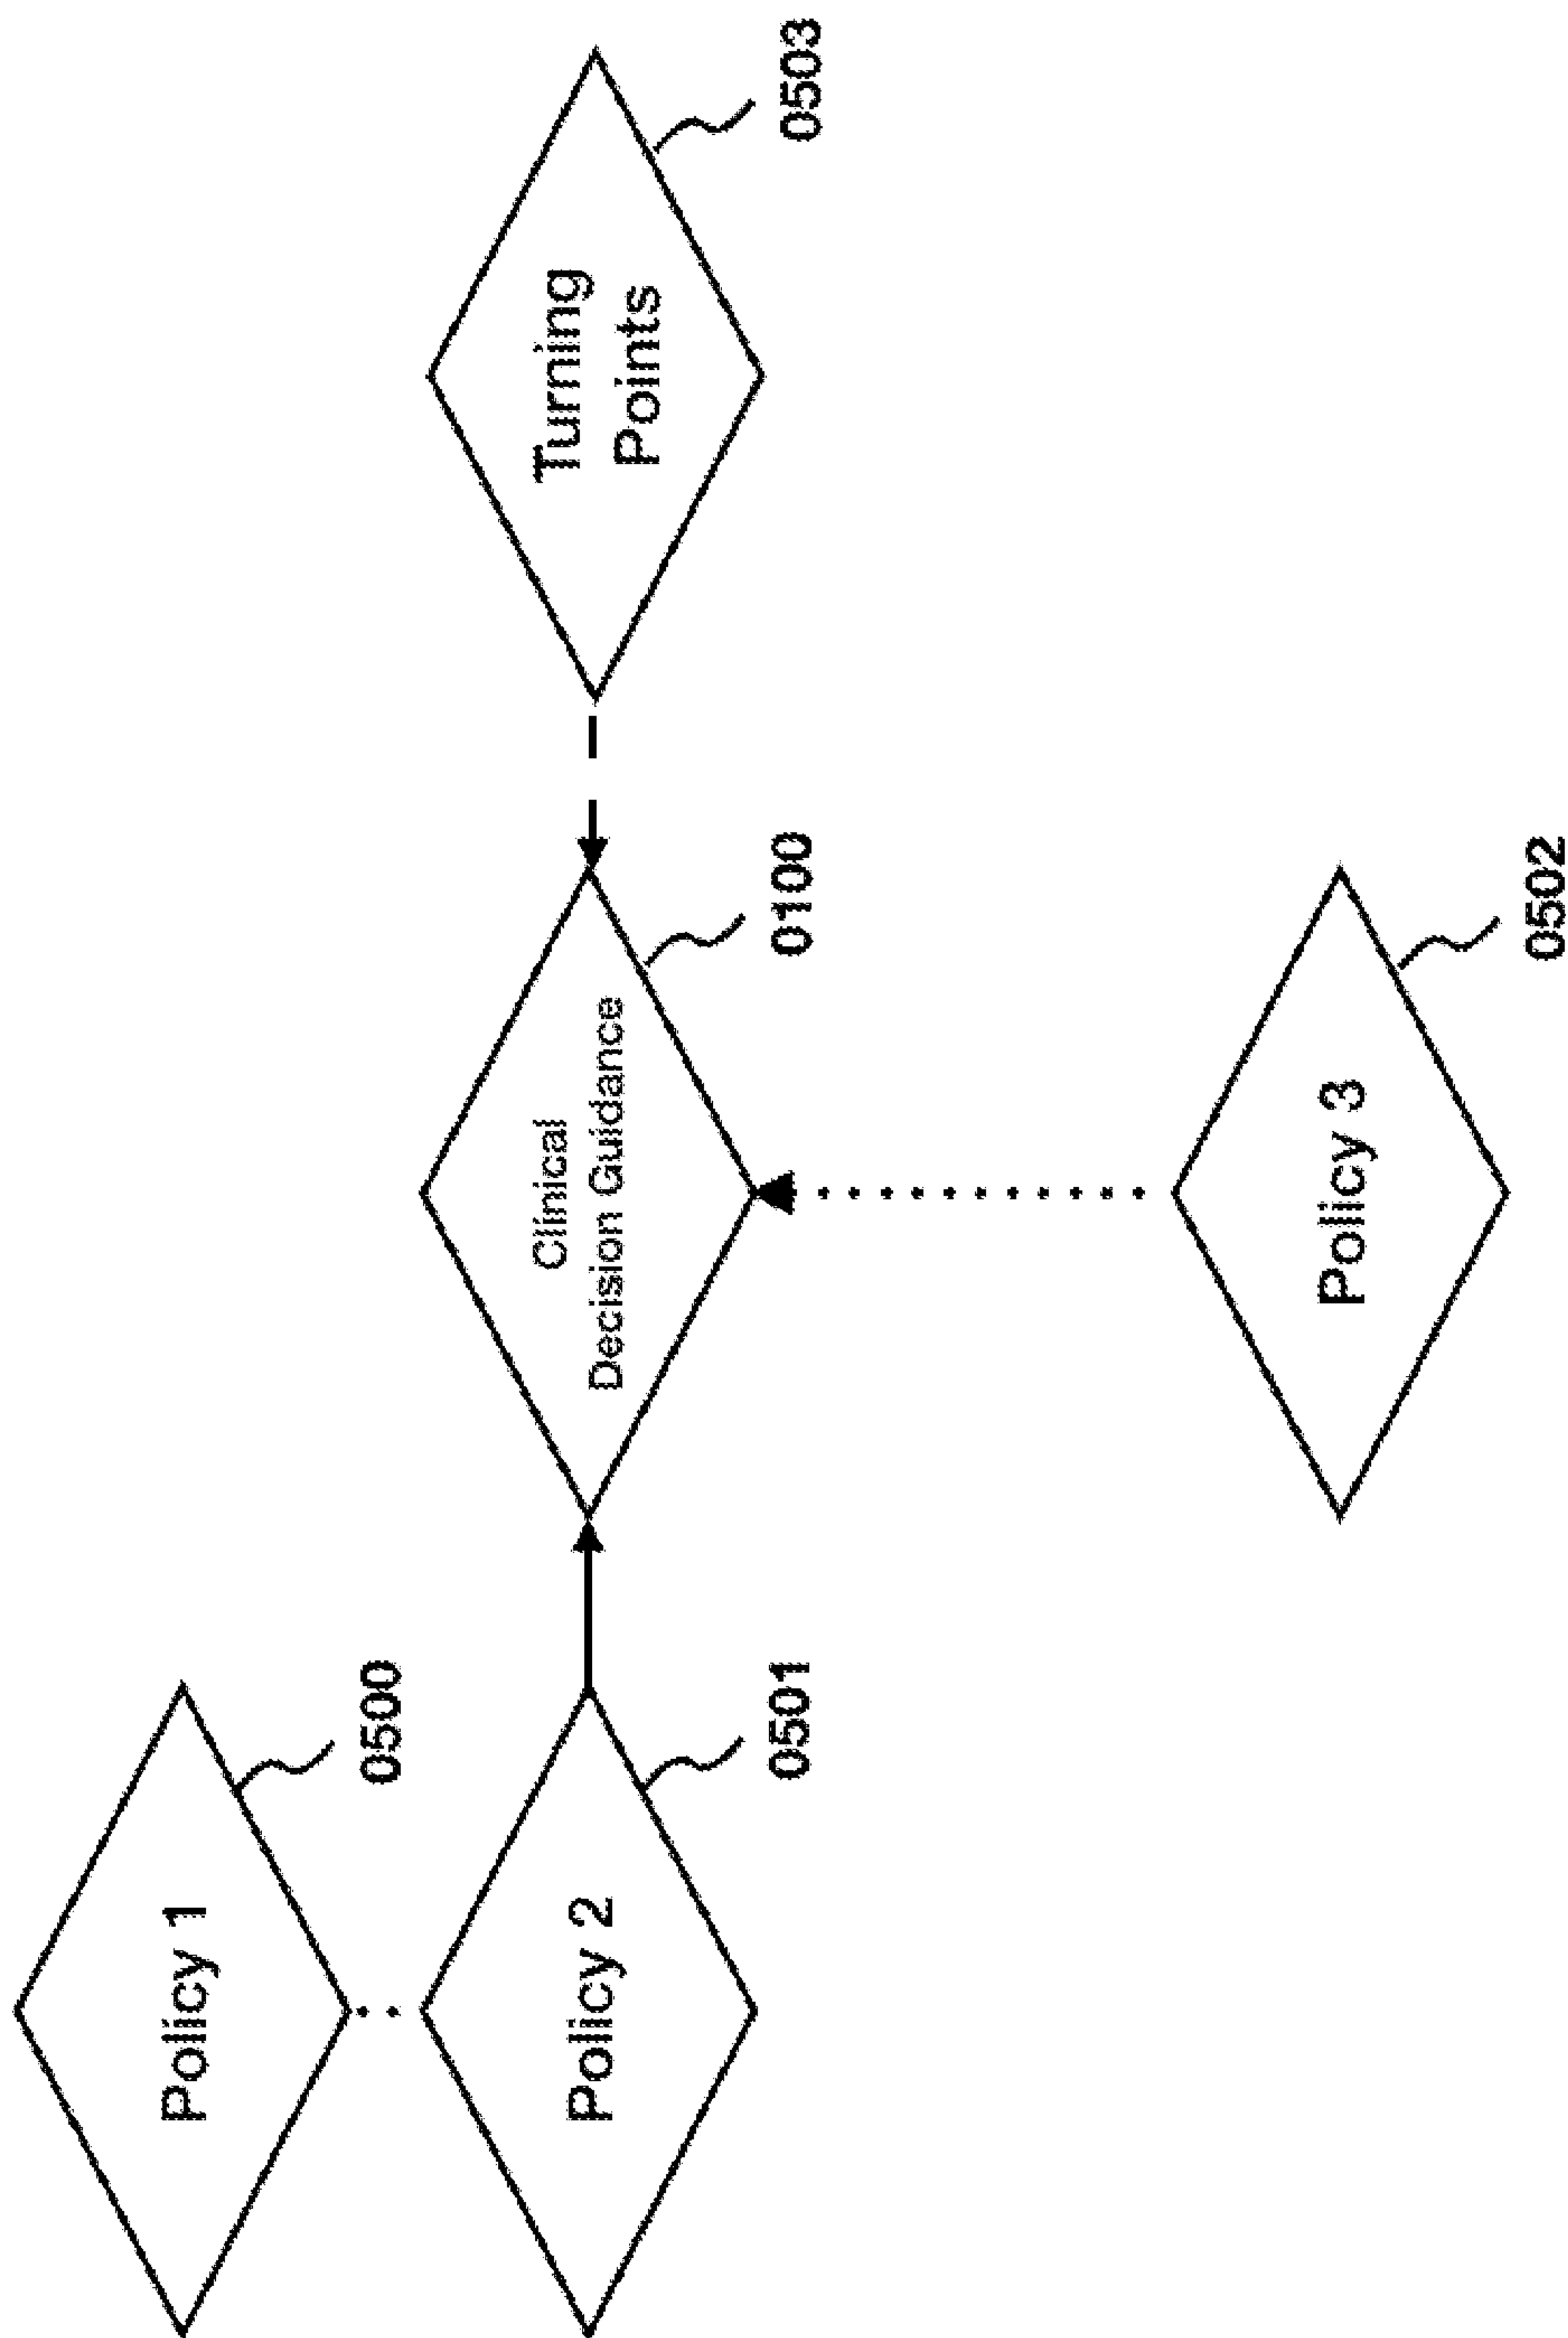 Policy 1
0500
Policy 2
0501
Clinical
Decision Guidance
0100
Turning
Points
0503
Policy 3
0502